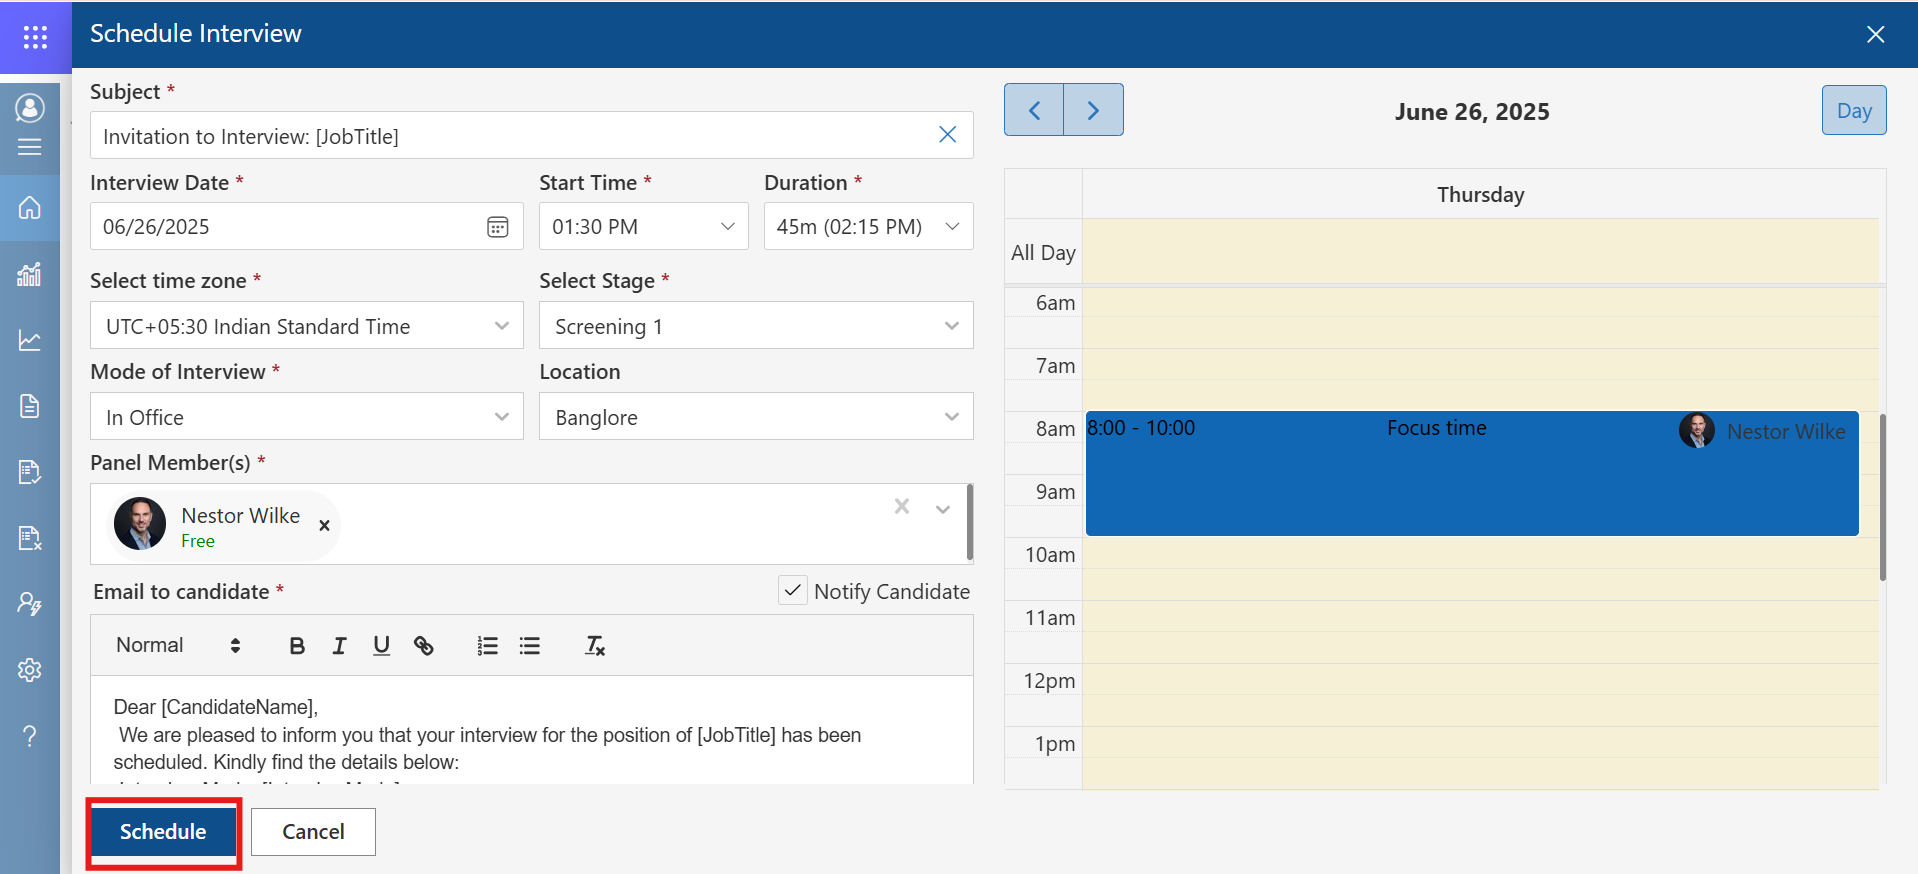 Schedule Interview
Subject *
Invitation to Interview: [JobTitle]
Interview Date *
Start Time *
Duration *
06/26/2025
01:30 PM
45m (02:15 PM)
Select time zone *
Select Stage *
UTC+05:30 Indian Standard Time
Screening 1
Mode of Interview *
Location
In Office
Banglore
Panel Member(s) *
Nestor Wilke
Free
Email to candidate *
Notify Candidate
Normal
Dear [CandidateName],
We are pleased to inform you that your interview for the position of [JobTitle] has been
scheduled. Kindly find the details below:
Schedule
Cancel
June 26, 2025
Day
Thursday
All Day
6am
7am
8am
8:00 - 10:00
Focus time
Nestor Wilke
9am
10am
11am
12pm
1pm